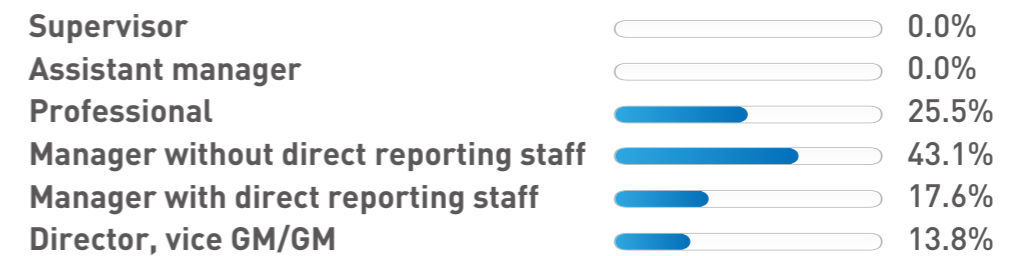 Supervisor 0.0%
Assistant manager 0.0%
Professional 25.5%
Manager without direct reporting staff 43.1%
Manager with direct reporting staff 17.6%
Director, vice GM/GM 13.8%